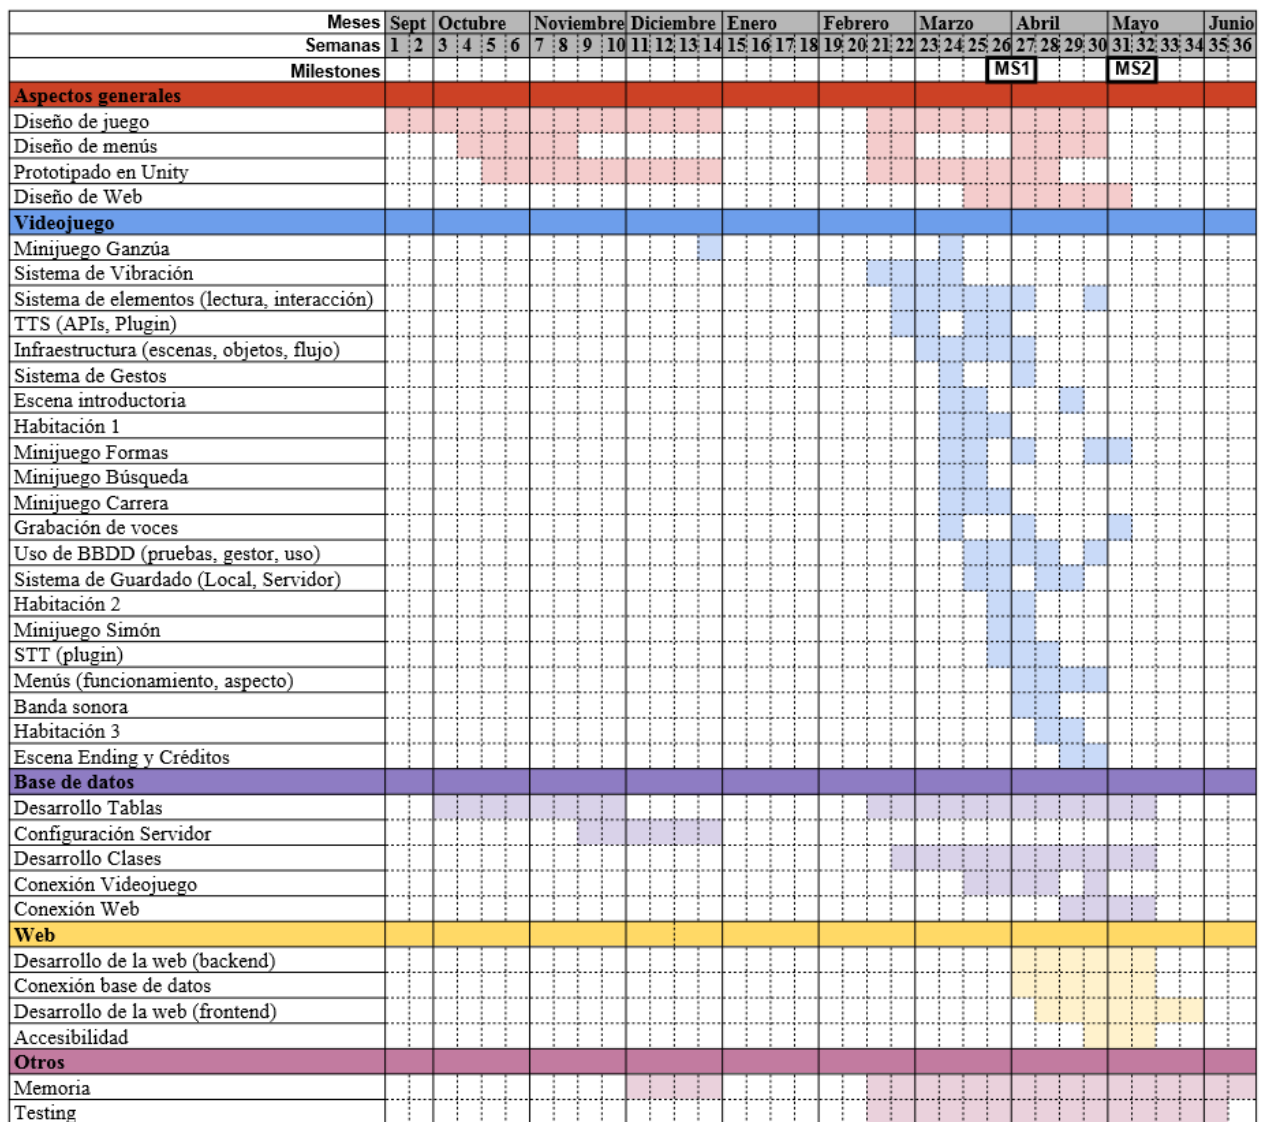 Meses Sept Octubre Noviembre Diciembre Enero Febrero Marzo Abril Mayo Junio
Semanas 1 2 3 4 5 6 7 8 9 10 11 12 13 14 15 16 17 18 19 20 21 22 23 24 25 26 27 28 29 30 31 32 33 34 35 36
Milestones MS1 MS2
Aspectos generales
Diseño de juego
Diseño de menús
Prototipado en Unity
Diseño de Web
Videojuego
Minijuego Ganzúa
Sistema de Vibración
Sistema de elementos (lectura, interacción)
TTS (APIs, Plugin)
Infraestructura (escenas, objetos, flujo)
Sistema de Gestos
Escena introductoria
Habitación 1
Minijuego Formas
Minijuego Búsqueda
Minijuego Carrera
Grabación de voces
Uso de BBDD (pruebas, gestor, uso)
Sistema de Guardado (Local, Servidor)
Habitación 2
Minijuego Simón
STT (plugin)
Menús (funcionamiento, aspecto)
Banda sonora
Habitación 3
Escena Ending y Créditos
Base de datos
Desarrollo Tablas
Configuración Servidor
Desarrollo Clases
Conexión Videojuego
Conexión Web
Web
Desarrollo de la web (backend)
Conexión base de datos
Desarrollo de la web (frontend)
Accesibilidad
Otros
Memoria
Testing